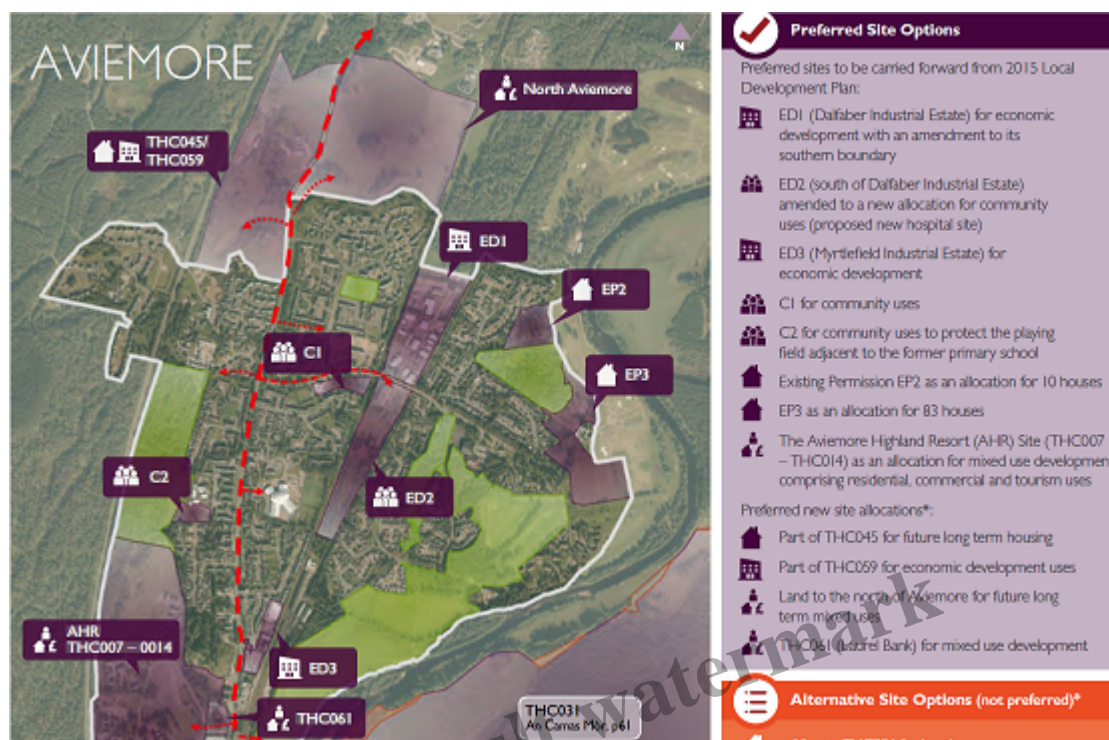 AVIEMORE
N
North Aviemore
THC045/
THC059
ED1
EP2
C1
EP3
C2
ED2
AHR
THC007 – 0014
ED3
THC061
THC031
An Camas Mòr, p61
Preferred Site Options
Preferred sites to be carried forward from 2015 Local
Development Plan:
ED1 (Dalfaber Industrial Estate) for economic
development with an amendment to its
southern boundary
ED2 (south of Dalfaber Industrial Estate)
amended to a new allocation for community
uses (proposed new hospital site)
ED3 (Myrtlefield Industrial Estate) for
economic development
C1 for community uses
C2 for community uses to protect the playing
field adjacent to the former primary school
Existing Permission EP2 as an allocation for 10 houses
EP3 as an allocation for 83 houses
The Aviemore Highland Resort (AHR) Site (THC007
– THC014) as an allocation for mixed use developmen
comprising residential, commercial and tourism uses
Preferred new site allocations*:
Part of THC045 for future long term housing
Part of THC059 for economic development uses
Land to the north of Aviemore for future long
term mixed uses
THC061 (Laurel Bank) for mixed use development
watermark
Alternative Site Options (not preferred)*